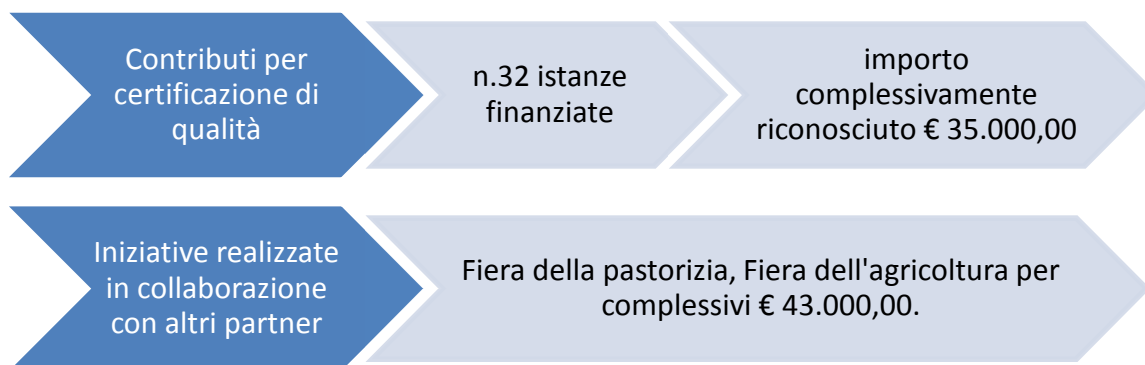 Contributi per
certificazione di
qualità
n.32 istanze
finanziate
importo
complessivamente
riconosciuto € 35.000,00
Iniziative realizzate
in collaborazione
con altri partner
Fiera della pastorizia, Fiera dell'agricoltura per
complessivi € 43.000,00.